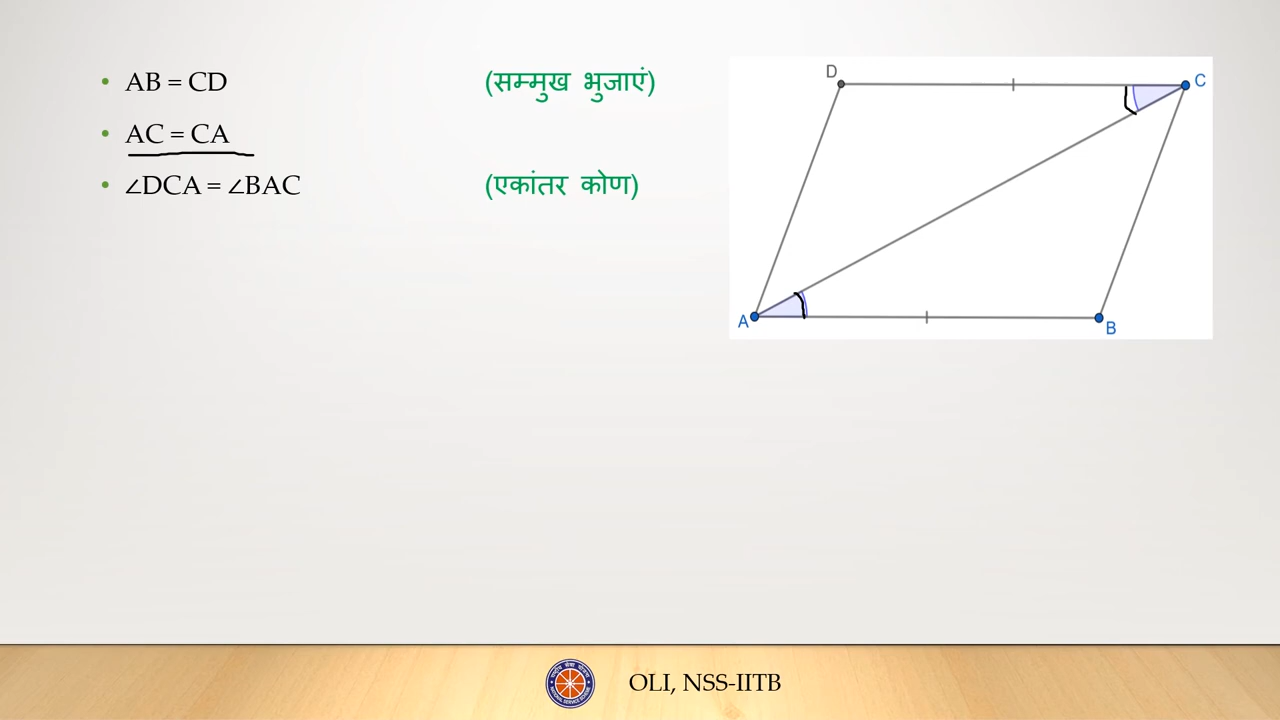 • AB = CD (सम्मुख भुजाएं)
• AC = CA
• ∠DCA = ∠BAC (एकांतर कोण)
D
C
A
B
OLI, NSS-IITB